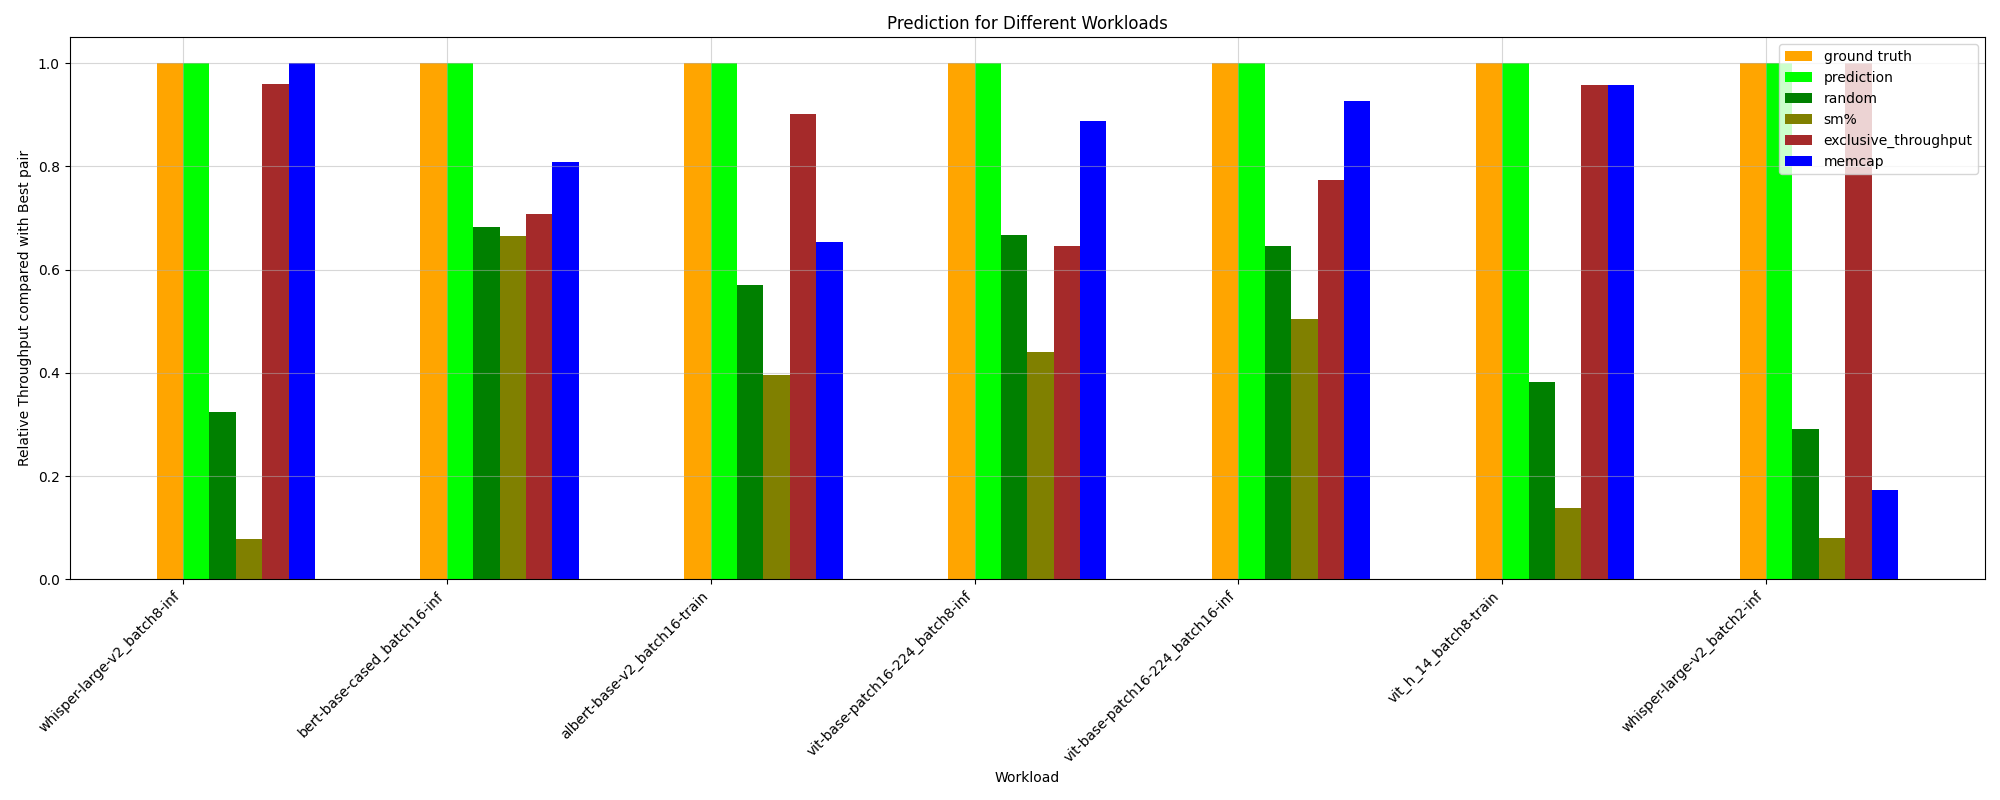 Prediction for Different Workloads
Relative Throughput compared with Best pair
1.0
0.8
0.6
0.4
0.2
0.0
ground truth
prediction
random
sm%
exclusive_throughput
memcap
whisper-large-v2_batch8-inf
bert-base-cased_batch16-inf
albert-base-v2_batch16-train
vit-base-patch16-224_batch8-inf
vit-base-patch16-224_batch16-inf
vit_h_14_batch8-train
whisper-large-v2_batch2-inf
Workload